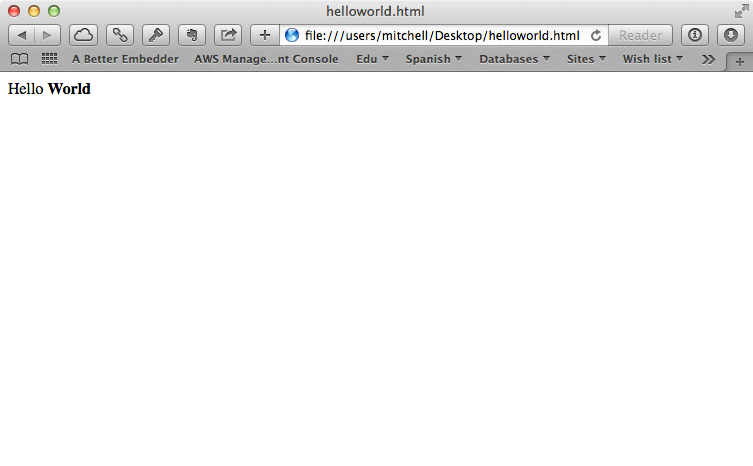 helloworld.html
file:///users/mitchell/Desktop/helloworld.html Reader
A Better Embedder AWS Manage...nt Console Edu Spanish Databases Sites Wish list
Hello World